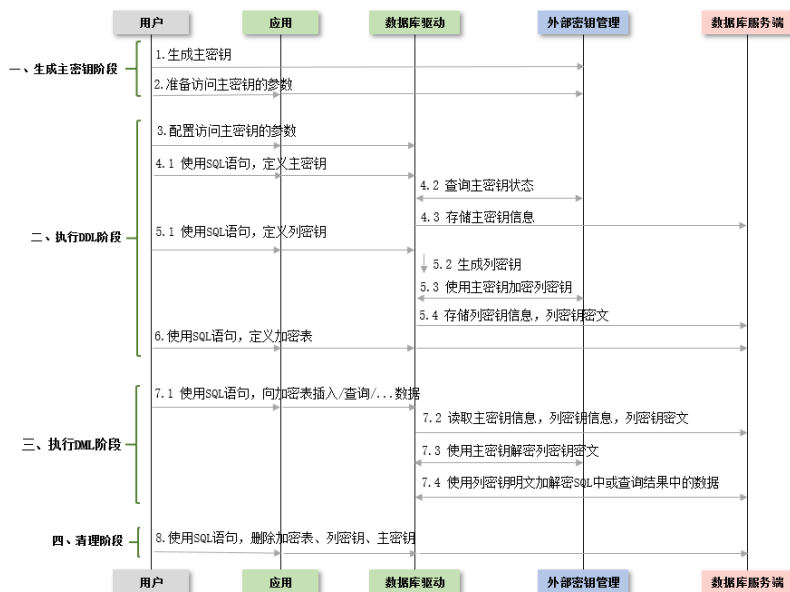 用户 应用 数据库驱动 外部密钥管理 数据库服务端
一、生成主密钥阶段
1.生成主密钥
2.准备访问主密钥的参数
二、执行DDL阶段
3.配置访问主密钥的参数
4.1 使用SQL语句，定义主密钥
4.2 查询主密钥状态
4.3 存储主密钥信息
5.1 使用SQL语句，定义列密钥
5.2 生成列密钥
5.3 使用主密钥加密列密钥
5.4 存储列密钥信息，列密钥密文
6.使用SQL语句，定义加密表
三、执行DML阶段
7.1 使用SQL语句，向加密表插入/查询/...数据
7.2 读取主密钥信息，列密钥信息，列密钥密文
7.3 使用主密钥解密列密钥密文
7.4 使用列密钥明文加解密SQL中或查询结果中的数据
四、清理阶段
8.使用SQL语句，删除加密表、列密钥、主密钥
用户 应用 数据库驱动 外部密钥管理 数据库服务端